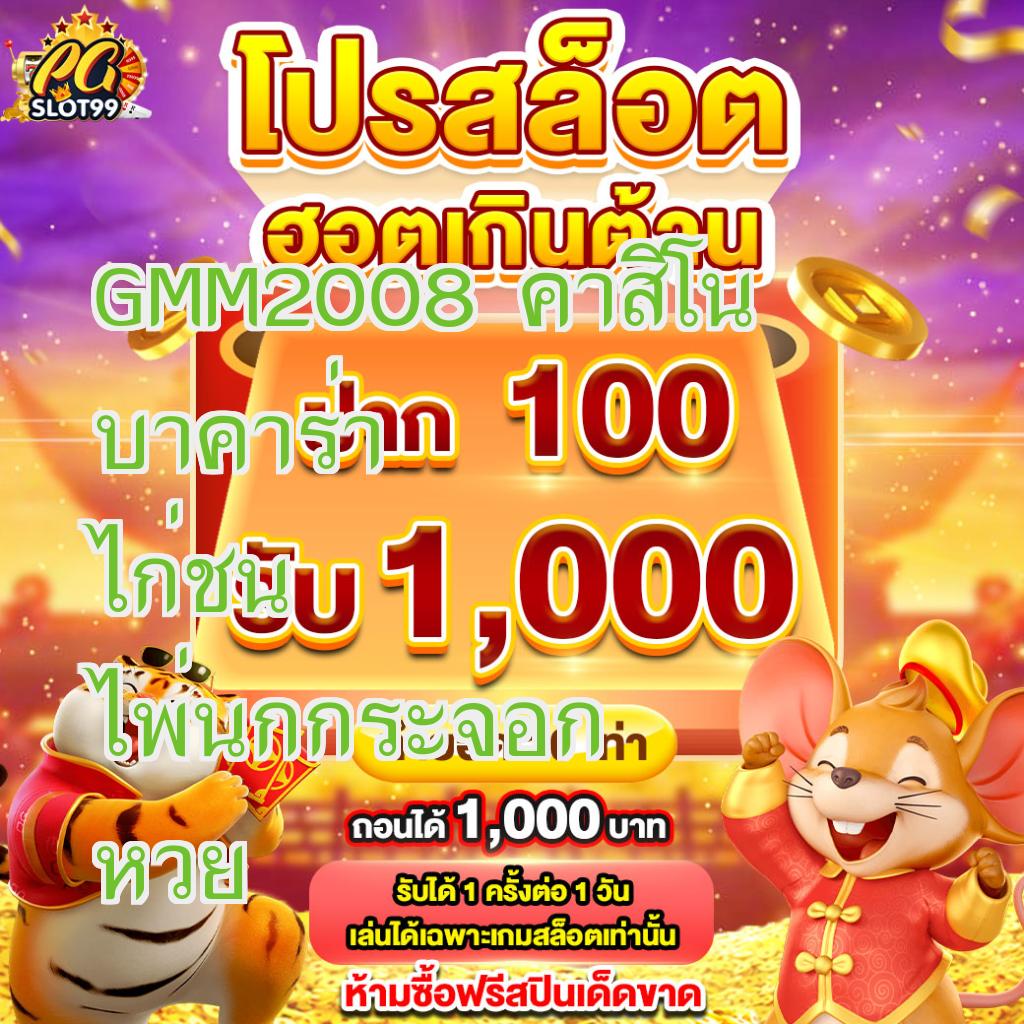 PG
SLOT99
โปรสล็อต
ฮอตเกินต้าน
GMM2008 คาสิโน
ฝาก 100
บาคาร่า
ไก่ชน
รับ 1,000
ไพ่นกกระจอก
ถอนได้ 1,000 บาท
หวย
รับได้ 1 ครั้งต่อ 1 วัน
เล่นได้เฉพาะเกมสล็อตเท่านั้น
ห้ามซื้อฟรีสปินเด็ดขาด